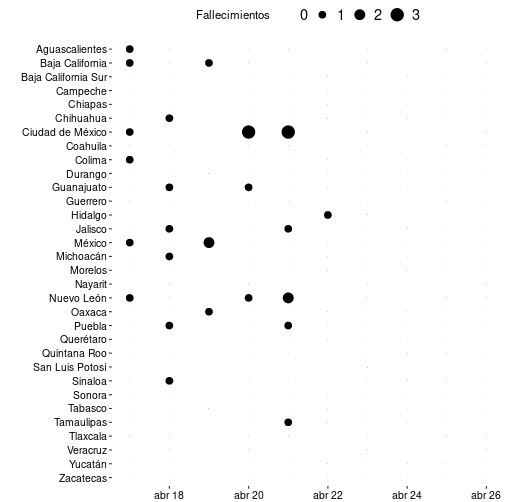 Fallecimientos 0 1 2 3
Aguascalientes
Baja California
Baja California Sur
Campeche
Chiapas
Chihuahua
Ciudad de México
Coahuila
Colima
Durango
Guanajuato
Guerrero
Hidalgo
Jalisco
México
Michoacán
Morelos
Nayarit
Nuevo León
Oaxaca
Puebla
Querétaro
Quintana Roo
San Luis Potosí
Sinaloa
Sonora
Tabasco
Tamaulipas
Tlaxcala
Veracruz
Yucatán
Zacatecas
abr 18 abr 20 abr 22 abr 24 abr 26